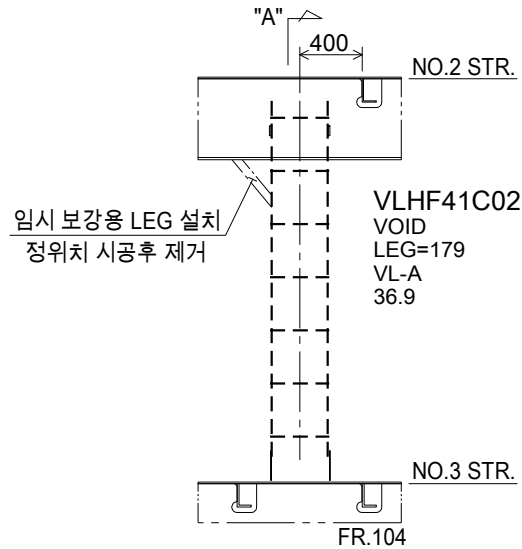 "A"
400
NO.2 STR.
임시 보강용 LEG 설치
정위치 시공후 제거
VLHF41C02
VOID
LEG=179
VL-A
36.9
NO.3 STR.
FR.104